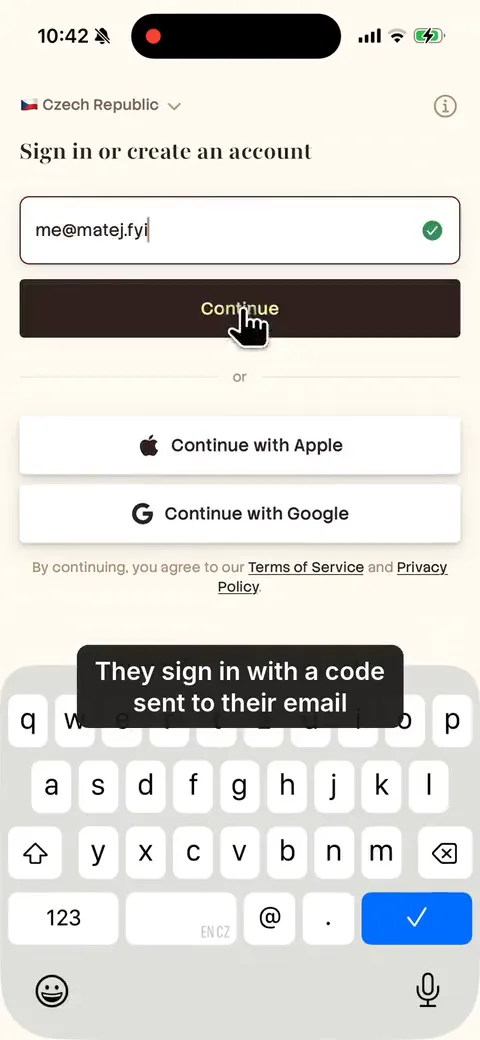 10:42
🇨🇿 Czech Republic
Sign in or create an account
me@matej.fyi
Continue
or
Continue with Apple
Continue with Google
By continuing, you agree to our Terms of Service and Privacy
Policy.
They sign in with a code
sent to their email
q w e r t z u i o p
a s d f g h j k l
y x c v b n m
123 EN CZ @ .